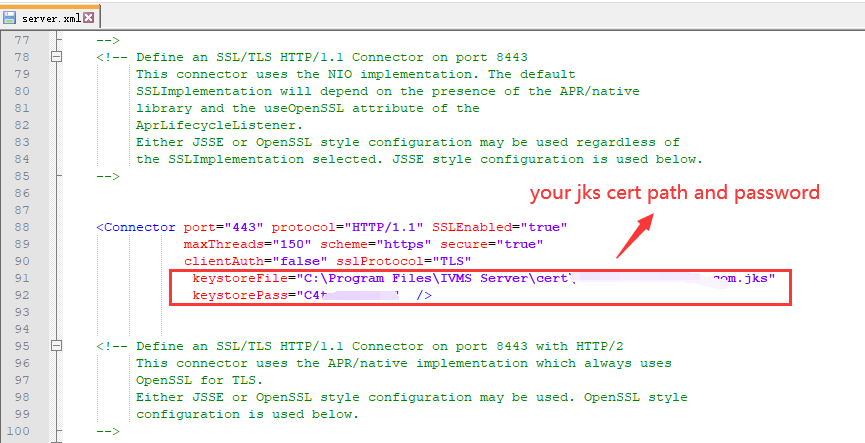 server.xml
77 -->
78 <!-- Define an SSL/TLS HTTP/1.1 Connector on port 8443
79 This connector uses the NIO implementation. The default
80 SSLImplementation will depend on the presence of the APR/native
81 library and the useOpenSSL attribute of the
82 AprLifecycleListener.
83 Either JSSE or OpenSSL style configuration may be used regardless of
84 the SSLImplementation selected. JSSE style configuration is used below.
85 -->
86
your jks cert path and password
87
88 <Connector port="443" protocol="HTTP/1.1" SSLEnabled="true"
89 maxThreads="150" scheme="https" secure="true"
90 clientAuth="false" sslProtocol="TLS"
91 keystoreFile="C:\Program Files\IVMS Server\cert\ com.jks"
92 keystorePass="C4t " />
93
94
95 <!-- Define an SSL/TLS HTTP/1.1 Connector on port 8443 with HTTP/2
96 This connector uses the APR/native implementation which always uses
97 OpenSSL for TLS.
98 Either JSSE or OpenSSL style configuration may be used. OpenSSL style
99 configuration is used below.
100 -->